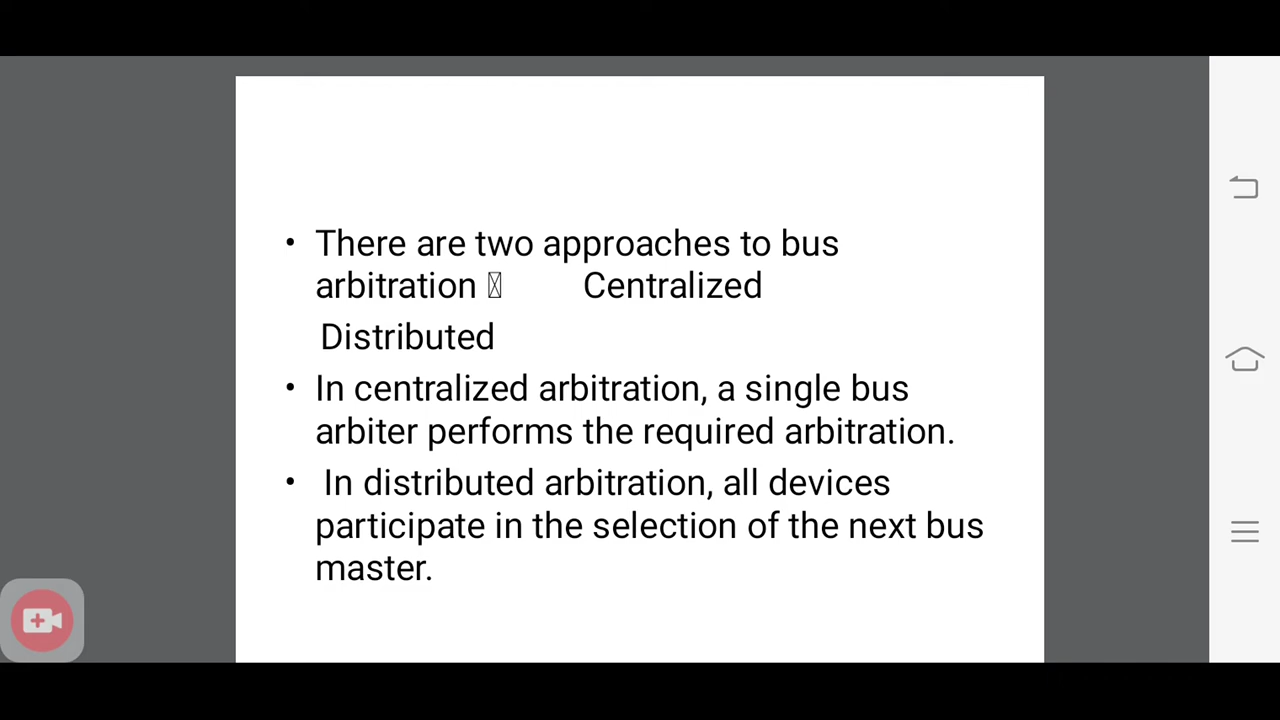 • There are two approaches to bus
arbitration Centralized
Distributed
• In centralized arbitration, a single bus
arbiter performs the required arbitration.
• In distributed arbitration, all devices
participate in the selection of the next bus
master.